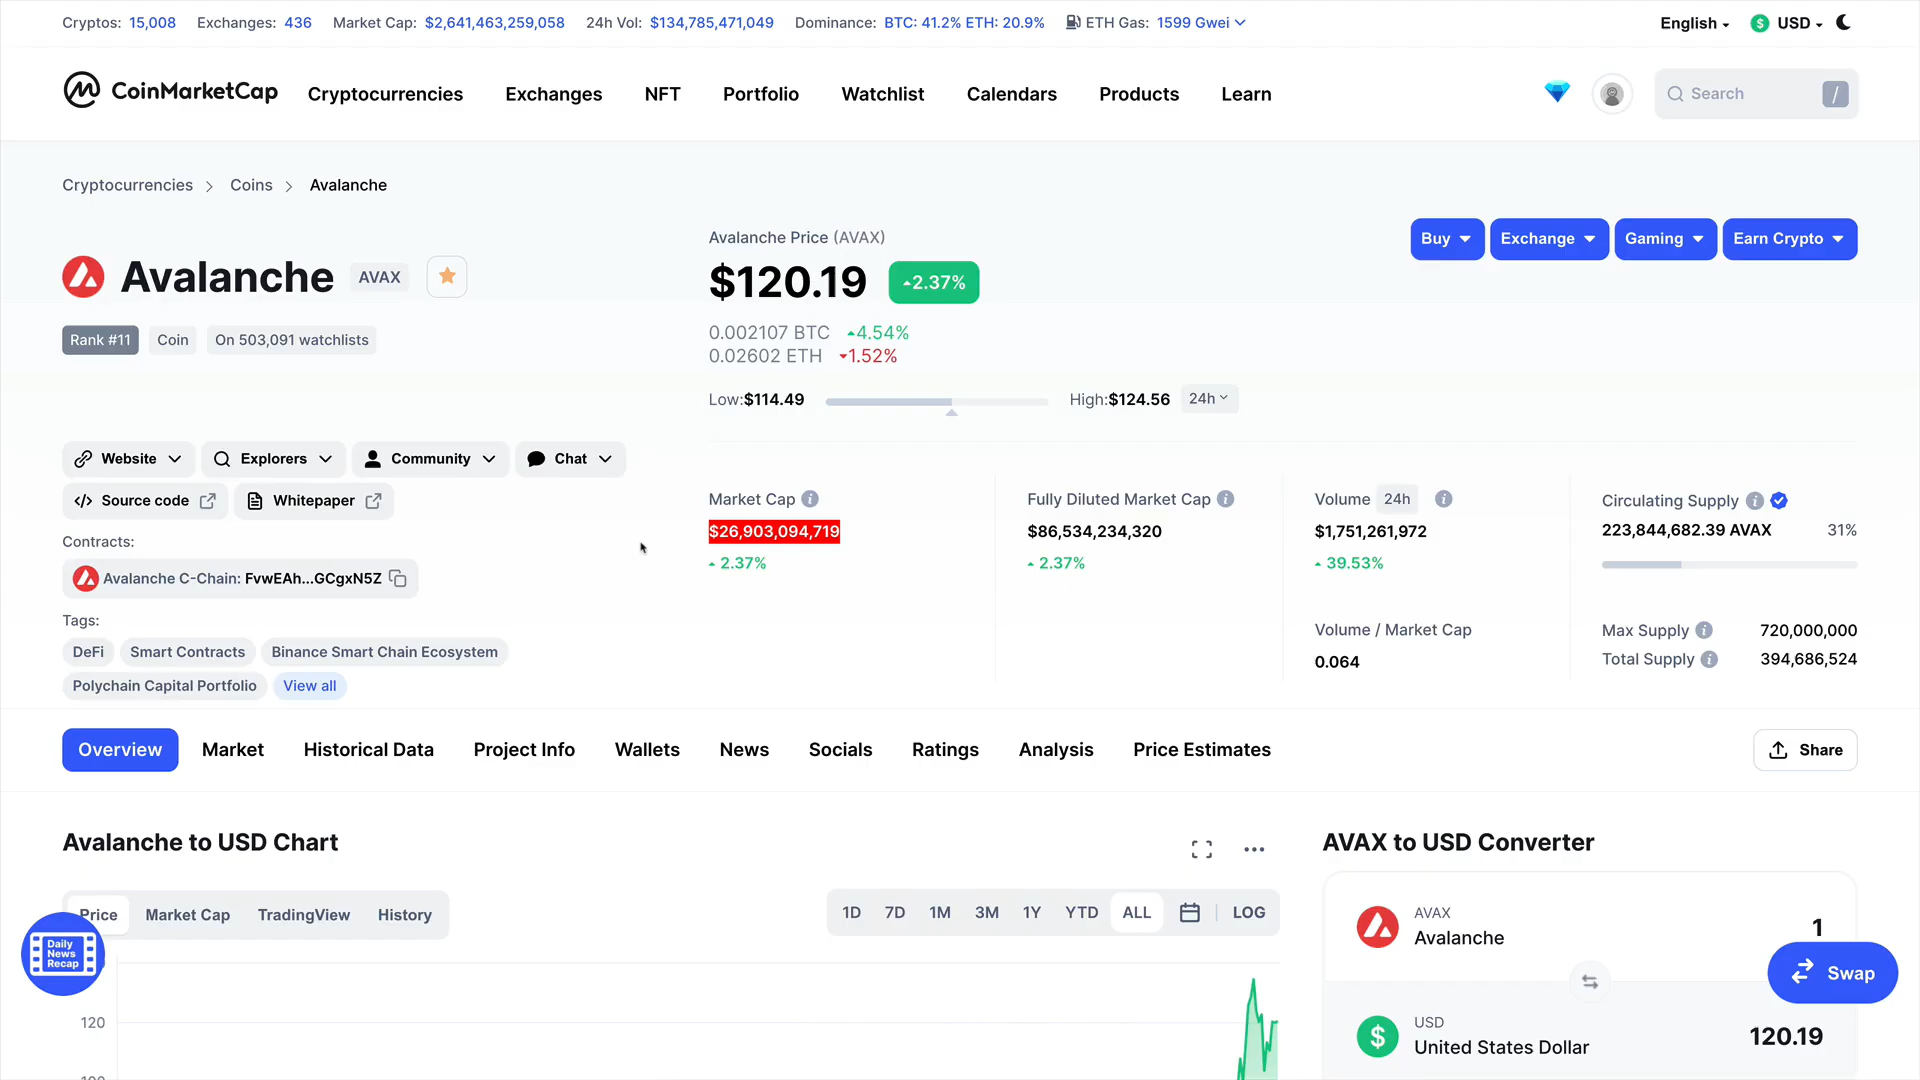 Cryptos: 15,008 Exchanges: 436 Market Cap: $2,641,463,259,058 24h Vol: $134,785,471,049 Dominance: BTC: 41.2% ETH: 20.9% ETH Gas: 1599 Gwei English USD
CoinMarketCap Cryptocurrencies Exchanges NFT Portfolio Watchlist Calendars Products Learn Search /
Cryptocurrencies > Coins > Avalanche
Avalanche AVAX
Rank #11 Coin On 503,091 watchlists
Avalanche Price (AVAX)
$120.19 2.37%
0.002107 BTC 4.54%
0.02602 ETH 1.52%
Low:$114.49 High:$124.56 24h
Buy Exchange Gaming Earn Crypto
Website Explorers Community Chat
Source code Whitepaper
Contracts:
Avalanche C-Chain: FvwEAh...GCgxN5Z
Tags:
DeFi Smart Contracts Binance Smart Chain Ecosystem
Polychain Capital Portfolio View all
Market Cap
$26,903,094,719
2.37%
Fully Diluted Market Cap
$86,534,234,320
2.37%
Volume 24h
$1,751,261,972
39.53%
Volume / Market Cap
0.064
Circulating Supply
223,844,682.39 AVAX 31%
Max Supply 720,000,000
Total Supply 394,686,524
Overview Market Historical Data Project Info Wallets News Socials Ratings Analysis Price Estimates Share
Avalanche to USD Chart
Price Market Cap TradingView History
1D 7D 1M 3M 1Y YTD ALL LOG
120
Daily
News
Recap
AVAX to USD Converter
AVAX
Avalanche 1
Swap
USD
United States Dollar 120.19